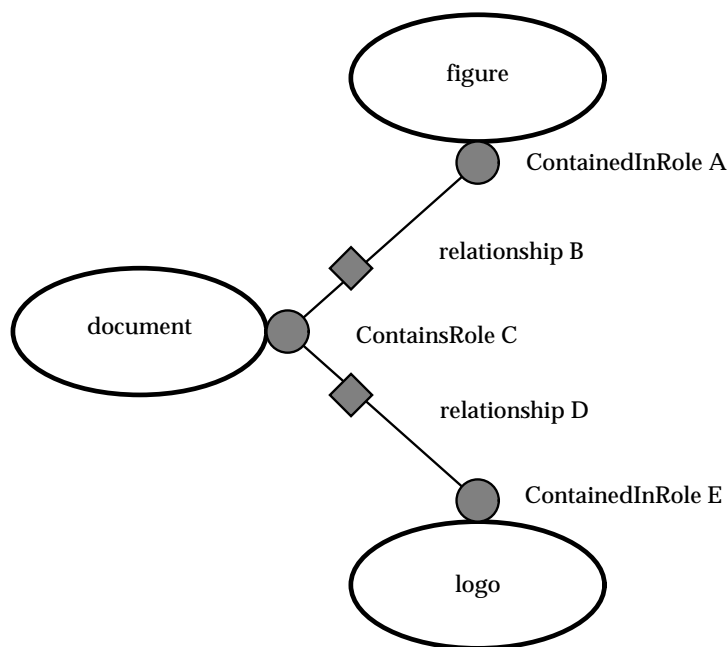 figure
ContainedInRole A
relationship B
document
ContainsRole C
relationship D
ContainedInRole E
logo